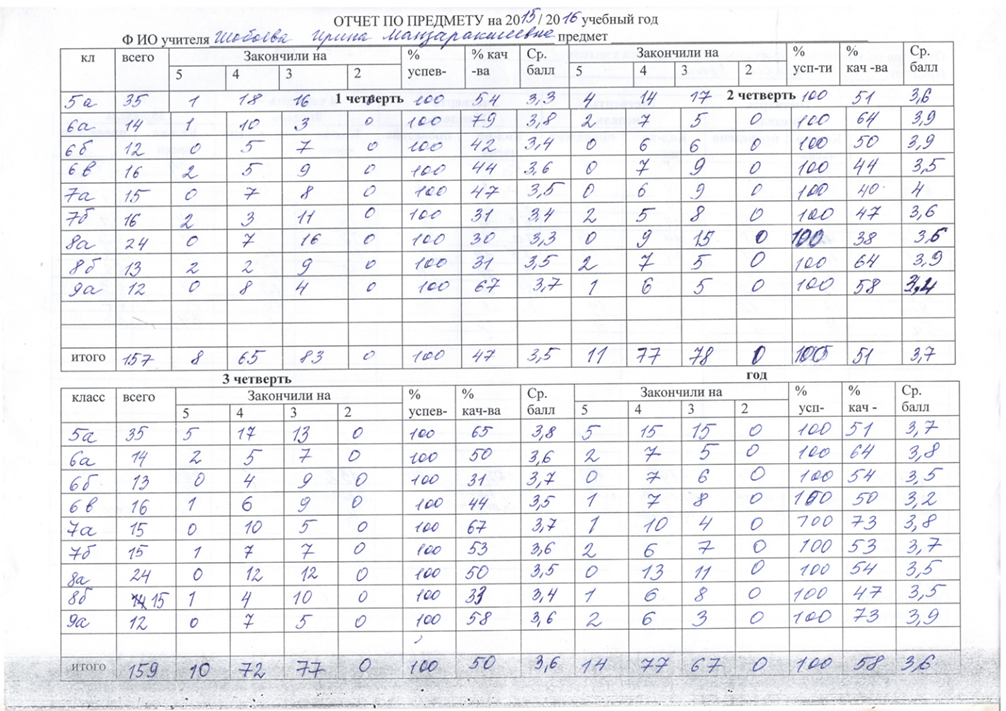 ОТЧЕТ ПО ПРЕДМЕТУ на 2015 / 2016 учебный год
Ф ИО учителя Шобоева Ирина Манзаракшеевна предмет
кл всего Закончили на % успев- % кач -ва Ср. балл Закончили на % усп-ти % кач -ва Ср. балл
5 4 3 2 5 4 3 2
1 четверть 2 четверть
5а 35 1 18 16 0 100 54 3,3 4 14 17 100 51 3,6
6а 14 1 10 3 0 100 79 3,8 2 7 5 0 100 64 3,9
6б 12 0 5 7 0 100 42 3,4 0 6 6 0 100 50 3,9
6в 16 2 5 9 0 100 44 3,6 0 7 9 0 100 44 3,5
7а 15 0 7 8 0 100 47 3,5 0 6 9 0 100 40 4
7б 16 2 3 11 0 100 31 3,4 2 5 8 0 100 47 3,6
8а 24 0 7 16 0 100 30 3,3 0 9 15 0 100 38 3,6
8б 13 2 2 9 0 100 31 3,5 2 7 5 0 100 64 3,9
9а 12 0 8 4 0 100 67 3,7 1 6 5 0 100 58
итого 157 8 65 83 0 100 47 3,5 11 77 78 0 100 51 3,7
3 четверть год
класс всего Закончили на % успев- % кач-ва Ср. балл Закончили на % усп- % кач - Ср. балл
5 4 3 2 5 4 3 2
5а 35 5 17 13 0 100 65 3,8 5 15 15 0 100 51 3,7
6а 14 2 5 7 0 100 50 3,6 2 7 5 0 100 64 3,8
6б 13 0 4 9 0 100 31 3,7 0 7 6 0 100 54 3,5
6в 16 1 6 9 0 100 44 3,5 1 7 8 0 100 50 3,2
7а 15 0 10 5 0 100 67 3,7 1 10 4 0 100 73 3,8
7б 15 1 7 7 0 100 53 3,6 2 6 7 0 100 53 3,7
8а 24 0 12 12 0 100 50 3,5 0 13 11 0 100 54 3,5
8б 15 1 4 10 0 100 33 3,4 1 6 8 0 100 47 3,5
9а 12 0 7 5 0 100 58 3,6 2 6 3 0 100 73 3,9
итого 159 10 72 77 0 100 50 3,6 14 77 67 0 100 58 3,6